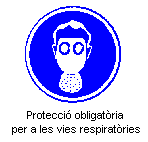 Protecció obligatòria
per a les vies respiratòries